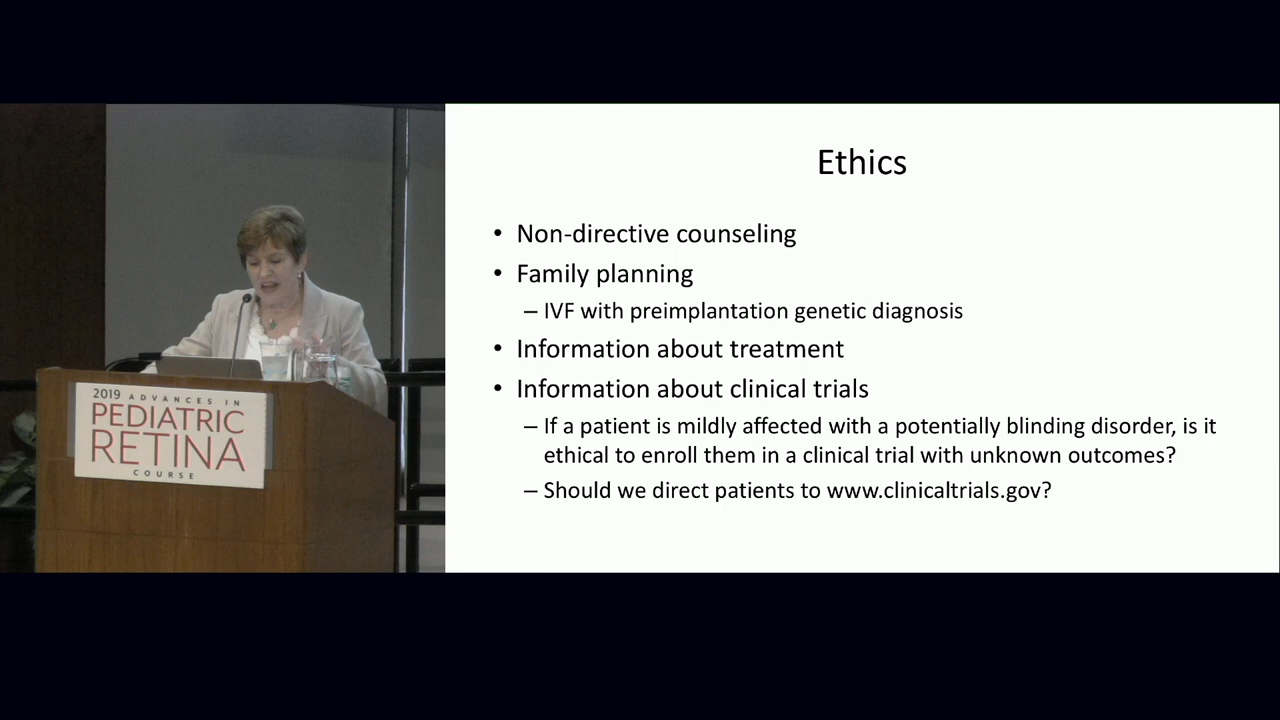 2019 ADVANCES IN
PEDIATRIC
RETINA
COURSE
Ethics
• Non-directive counseling
• Family planning
– IVF with preimplantation genetic diagnosis
• Information about treatment
• Information about clinical trials
– If a patient is mildly affected with a potentially blinding disorder, is it
ethical to enroll them in a clinical trial with unknown outcomes?
– Should we direct patients to www.clinicaltrials.gov?